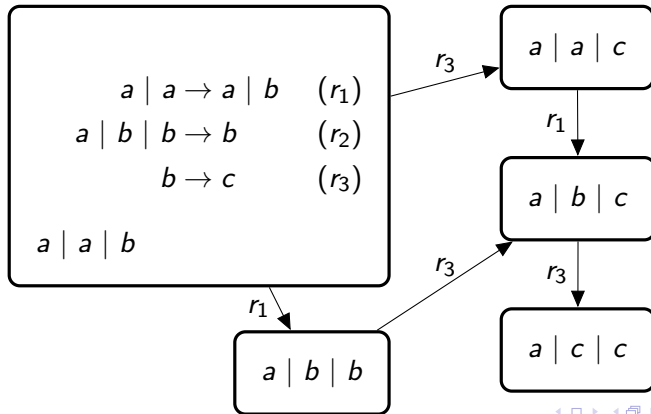 a | a → a | b (r₁)
a | b | b → b (r₂)
b → c (r₃)
a | a | b
r₃
a | a | c
r₁
a | b | c
r₁
r₃
r₃
a | b | b
a | c | c